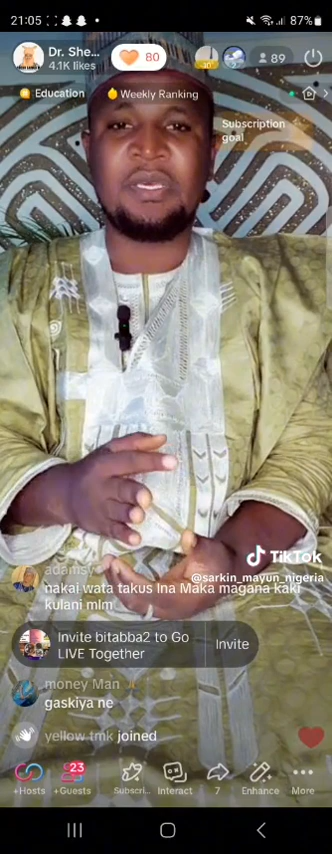 21:05
87%
Dr. She...
4.1K likes
80
89
Education
Weekly Ranking
Subscription
goal
TikTok
@sarkin_mayun_nigeria
adamsy
nakai wata takus Ina Maka magana kaki
kulani mlm
Invite bitabba2 to Go
LIVE Together
Invite
money Man
gaskiya ne
yellow tmk joined
23
+Hosts
+Guests
Subscri...
Interact
7
Enhance
More